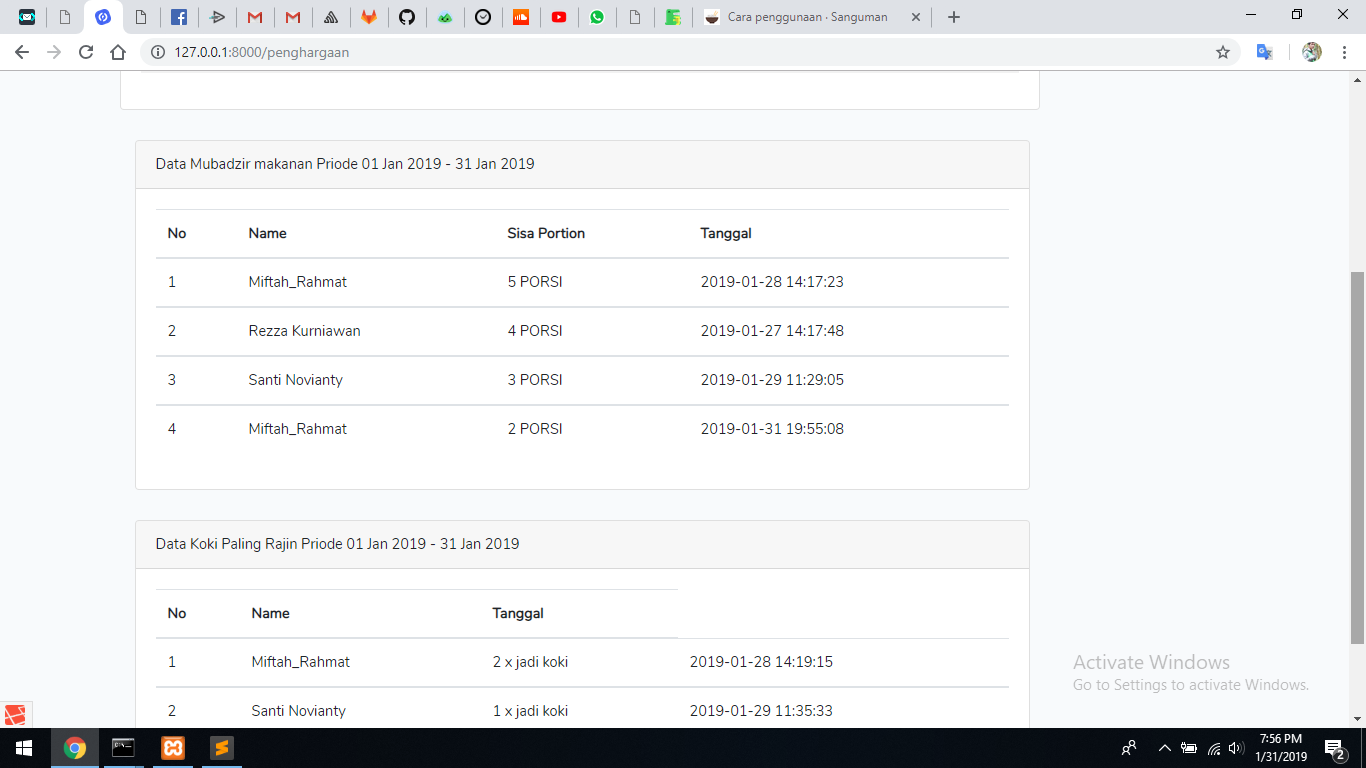 Cara penggunaan · Sanguman
127.0.0.1:8000/penghargaan
Data Mubadzir makanan Priode 01 Jan 2019 - 31 Jan 2019
No Name Sisa Portion Tanggal
1 Miftah_Rahmat 5 PORSI 2019-01-28 14:17:23
2 Rezza Kurniawan 4 PORSI 2019-01-27 14:17:48
3 Santi Novianty 3 PORSI 2019-01-29 11:29:05
4 Miftah_Rahmat 2 PORSI 2019-01-31 19:55:08
Data Koki Paling Rajin Priode 01 Jan 2019 - 31 Jan 2019
No Name Tanggal
1 Miftah_Rahmat 2 x jadi koki 2019-01-28 14:19:15
2 Santi Novianty 1 x jadi koki 2019-01-29 11:35:33
Activate Windows
Go to Settings to activate Windows.
7:56 PM
1/31/2019
2